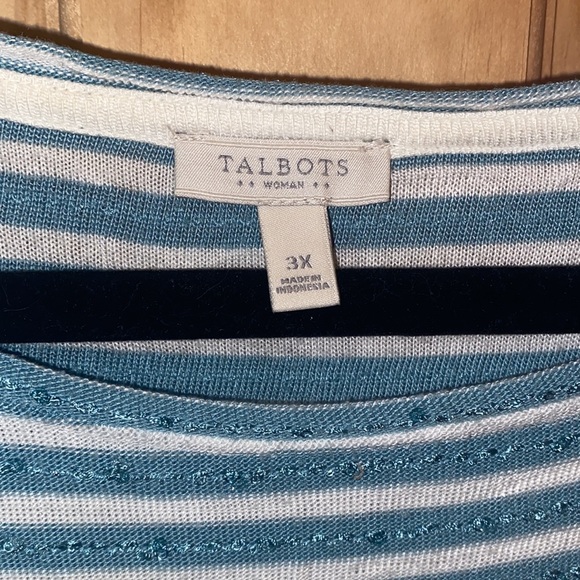 TALBOTS
WOMAN
3X
MADE IN
INDONESIA